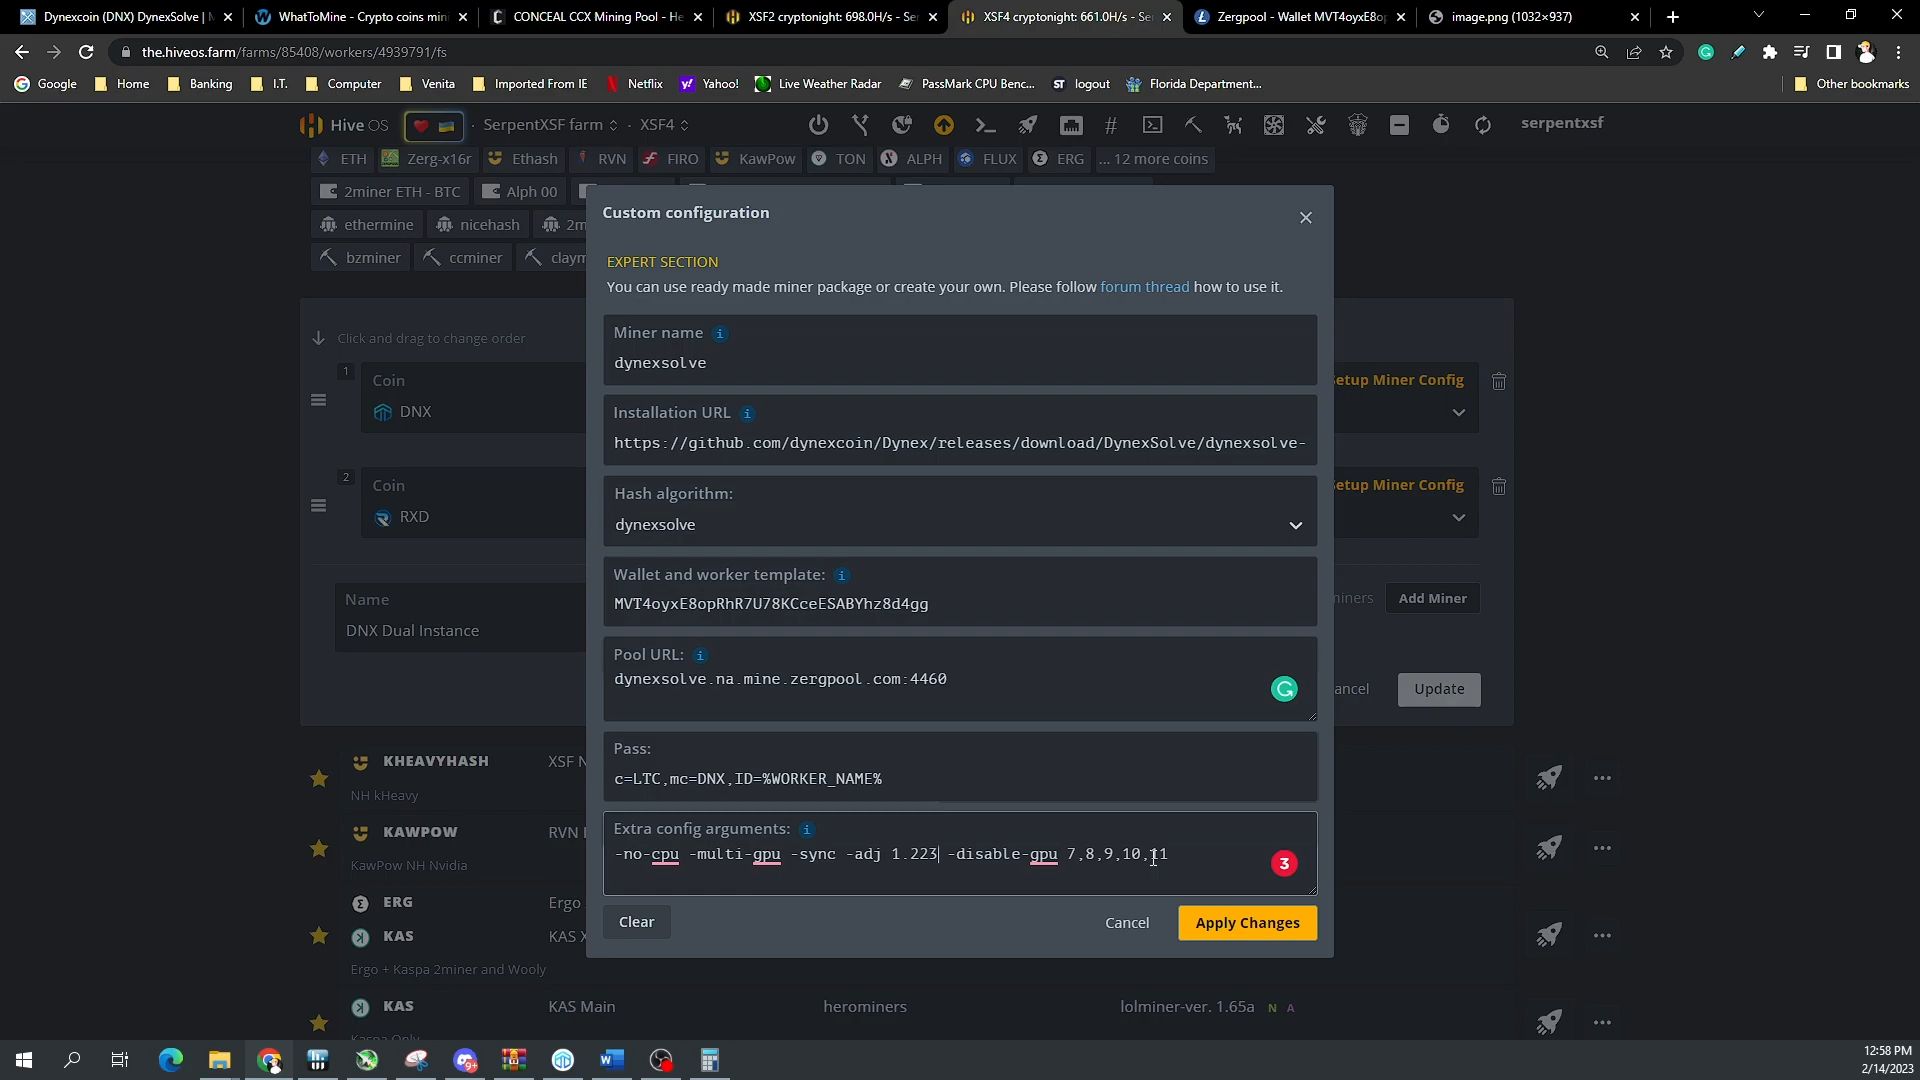 Dynexcoin (DNX) DynexSolve |
WhatToMine - Crypto coins min
CONCEAL CCX Mining Pool - He
XSF2 cryptonight: 698.0H/s - Se
XSF4 cryptonight: 661.0H/s - Se
Zergpool - Wallet MVT4oyxE8o
image.png (1032×937)
the.hiveos.farm/farms/85408/workers/4939791/fs
Google
Home
Banking
I.T.
Computer
Venita
Imported From IE
Netflix
Yahoo!
Live Weather Radar
PassMark CPU Benc...
logout
Florida Department...
Other bookmarks
Hive OS
SerpentXSF farm
XSF4
serpentxsf
ETH
Zerg-x16r
Ethash
RVN
FIRO
KawPow
TON
ALPH
FLUX
ERG
... 12 more coins
2miner ETH - BTC
Alph 00
ethermine
nicehash
2m
bzminer
ccminer
claym
Click and drag to change order
1
Coin
DNX
Setup Miner Config
2
Coin
RXD
Setup Miner Config
Name
DNX Dual Instance
miners
Add Miner
ancel
Update
Custom configuration
EXPERT SECTION
You can use ready made miner package or create your own. Please follow forum thread how to use it.
Miner name
dynexsolve
Installation URL
https://github.com/dynexcoin/Dynex/releases/download/DynexSolve/dynexsolve-
Hash algorithm:
dynexsolve
Wallet and worker template:
MVT4oyxE8opRhR7U78KCceESABYhz8d4gg
Pool URL:
dynexsolve.na.mine.zergpool.com:4460
Pass:
c=LTC,mc=DNX,ID=%WORKER_NAME%
Extra config arguments:
-no-cpu -multi-gpu -sync -adj 1.223 -disable-gpu 7,8,9,10,11
3
Clear
Cancel
Apply Changes
KHEAVYHASH
XSF N
NH kHeavy
KAWPOW
RVN
KawPow NH Nvidia
ERG
Ergo
KAS
KAS X
Ergo + Kaspa 2miner and Wooly
KAS
KAS Main
herominers
lolminer-ver. 1.65a N A
Kaspa Only
12:58 PM
2/14/2023